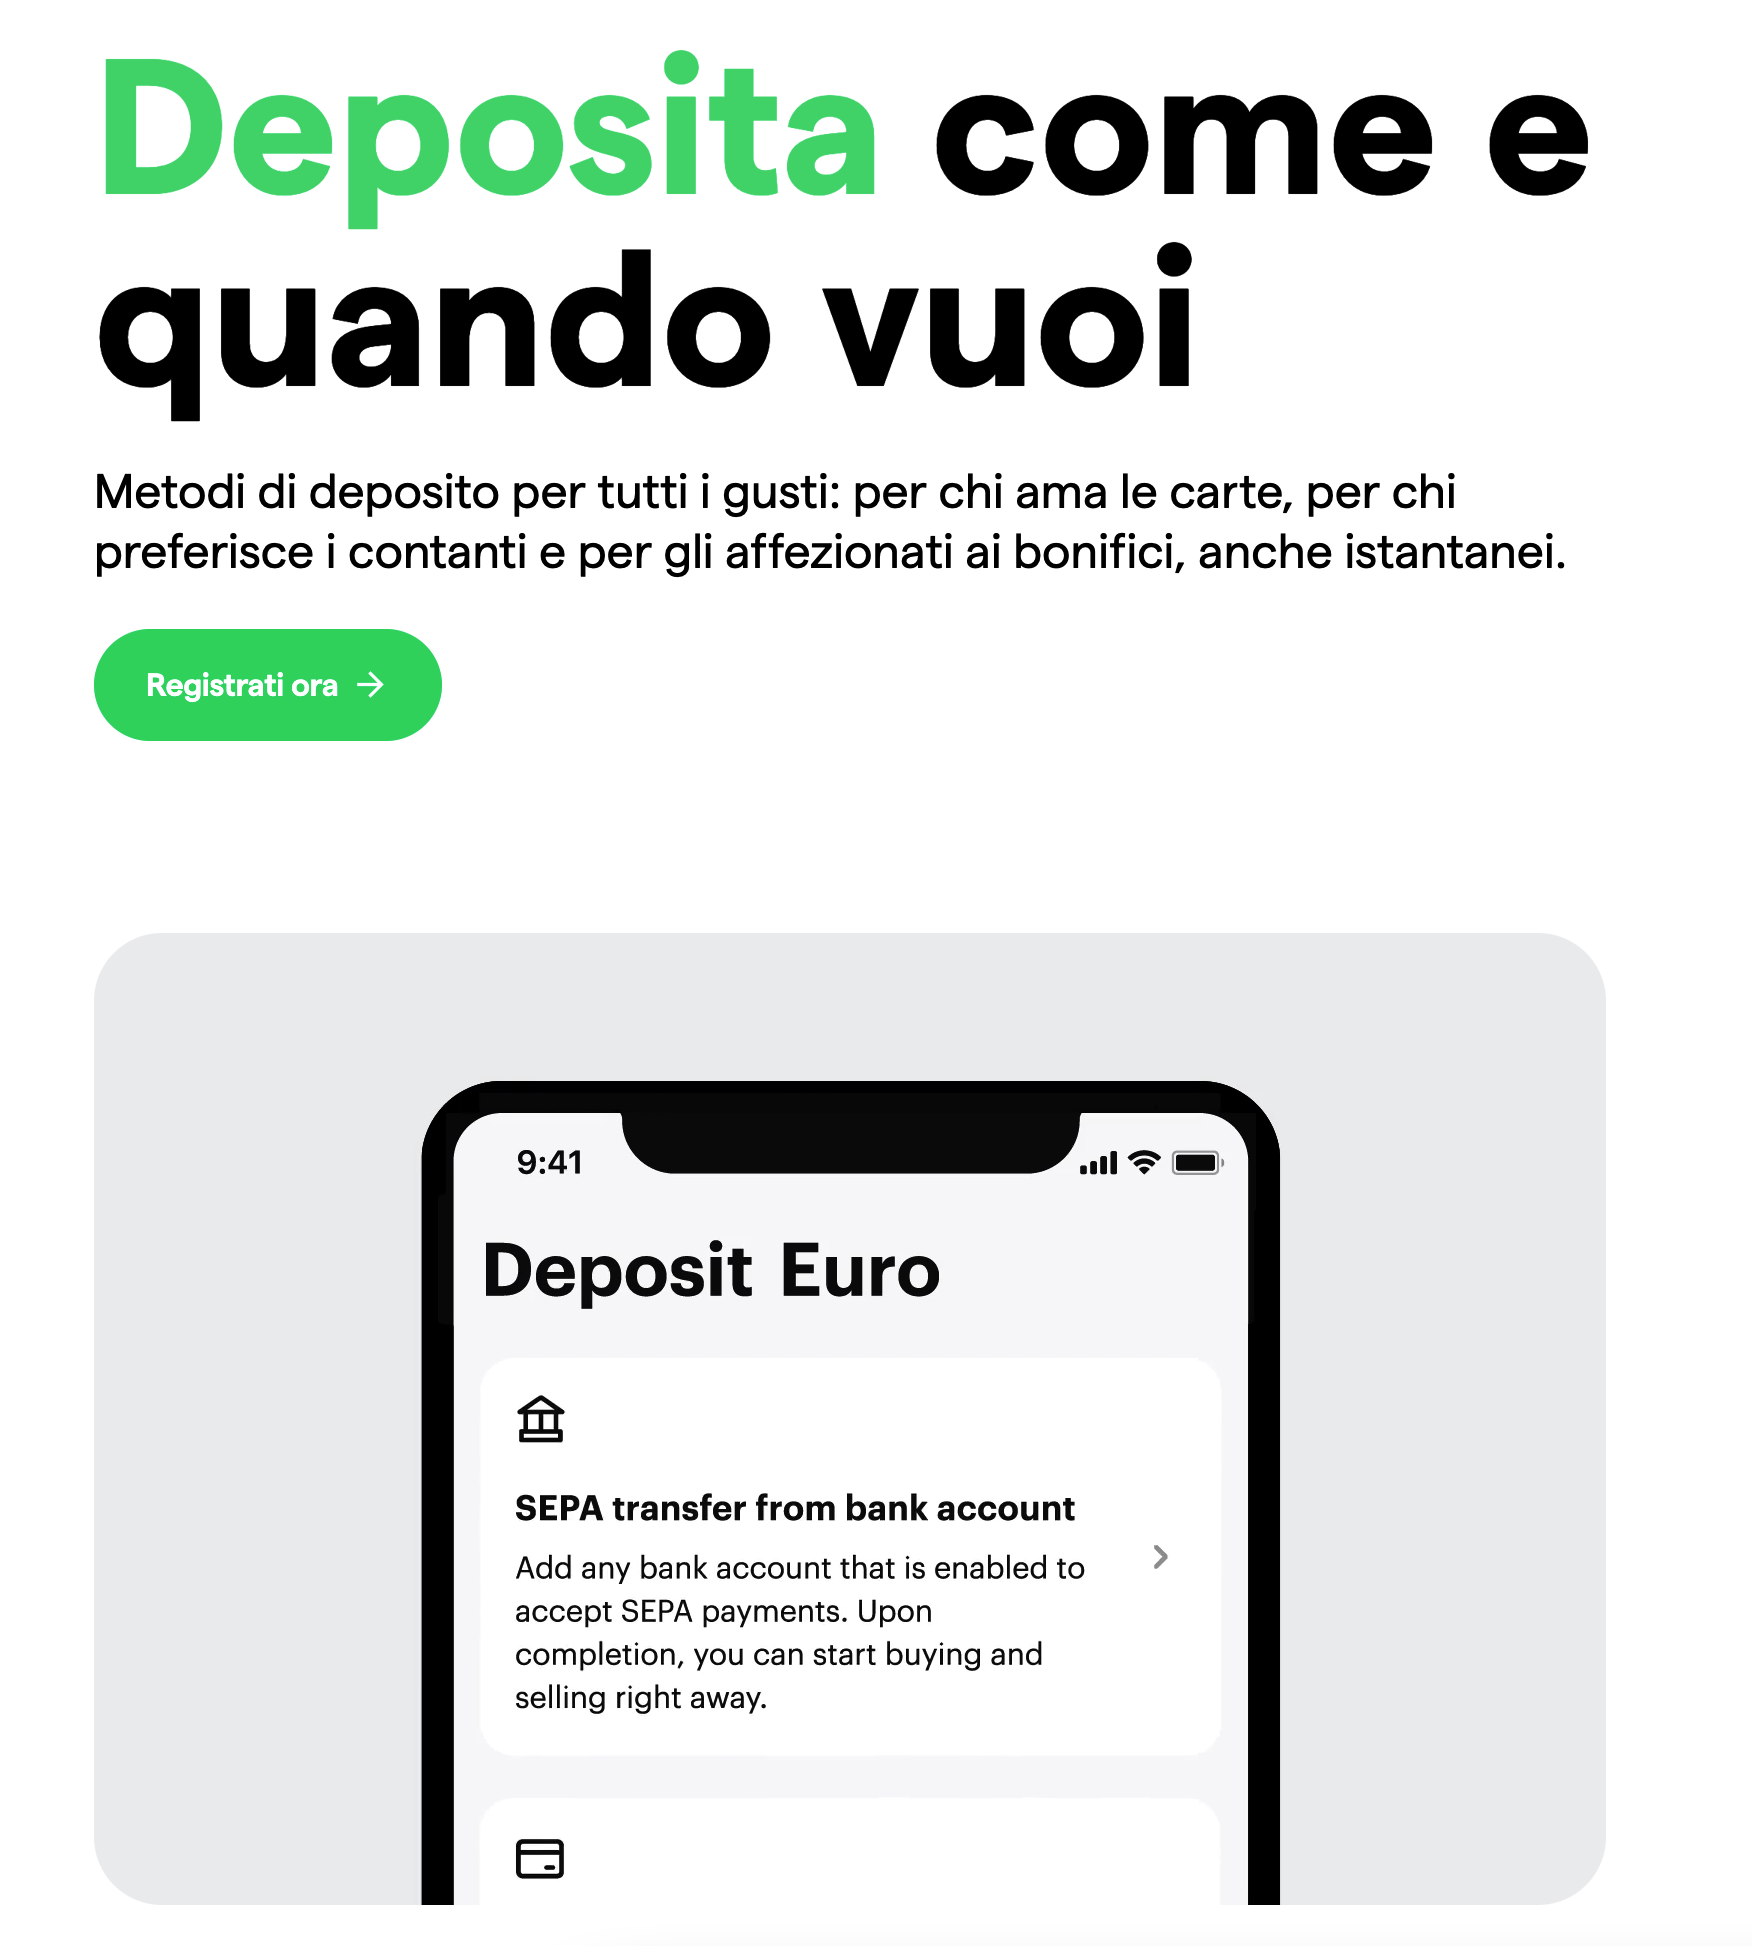 Deposita come e
quando vuoi
Metodi di deposito per tutti i gusti: per chi ama le carte, per chi
preferisce i contanti e per gli affezionati ai bonifici, anche istantanei.
Registrati ora →
9:41
Deposit Euro
SEPA transfer from bank account
Add any bank account that is enabled to
accept SEPA payments. Upon
completion, you can start buying and
selling right away.